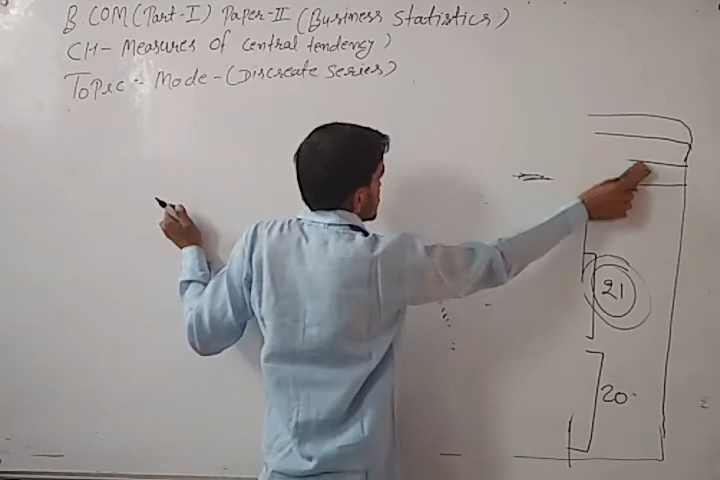 B COM (Part-I) Paper-II (Business Statistics)
CH- Measures of central tendency)
Topic - Mode - (Discreate Series)
21
20